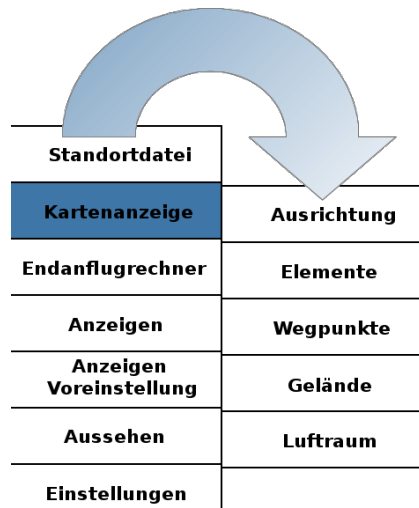 Standortdatei
Kartenanzeige
Endanflugrechner
Anzeigen
Anzeigen
Voreinstellung
Aussehen
Einstellungen
Ausrichtung
Elemente
Wegpunkte
Gelände
Luftraum